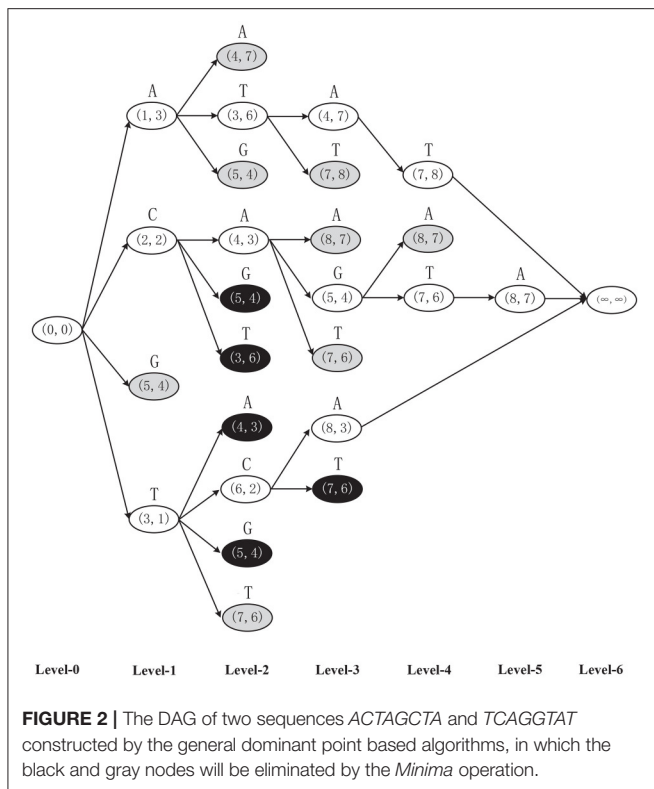 A
(4, 7)
A T A
(1, 3) (3, 6) (4, 7)
G T T
(5, 4) (7, 8) (7, 8)
C A A A
(2, 2) (4, 3) (8, 7) (8, 7)
G G T A
(5, 4) (5, 4) (7, 6) (8, 7) (∞, ∞)
(0, 0)
T T
(3, 6) (7, 6)
G
(5, 4)
A A
(4, 3) (8, 3)
C T
(6, 2) (7, 6)
T
(3, 1)
G
(5, 4)
T
(7, 6)
Level-0 Level-1 Level-2 Level-3 Level-4 Level-5 Level-6
FIGURE 2 | The DAG of two sequences ACTAGCTA and TCAGGTAT
constructed by the general dominant point based algorithms, in which the
black and gray nodes will be eliminated by the Minima operation.